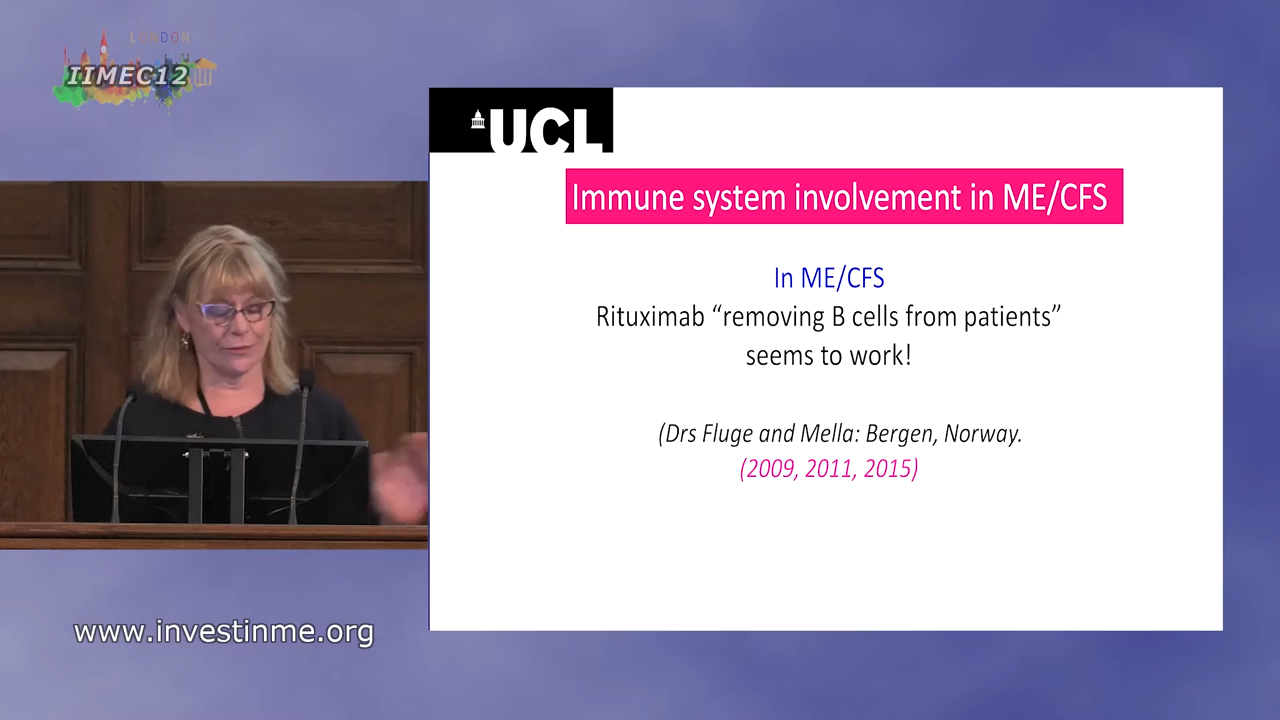 LONDON
IIMEC12
UCL
Immune system involvement in ME/CFS
In ME/CFS
Rituximab “removing B cells from patients”
seems to work!
(Drs Fluge and Mella: Bergen, Norway.
(2009, 2011, 2015)
www.investinme.org